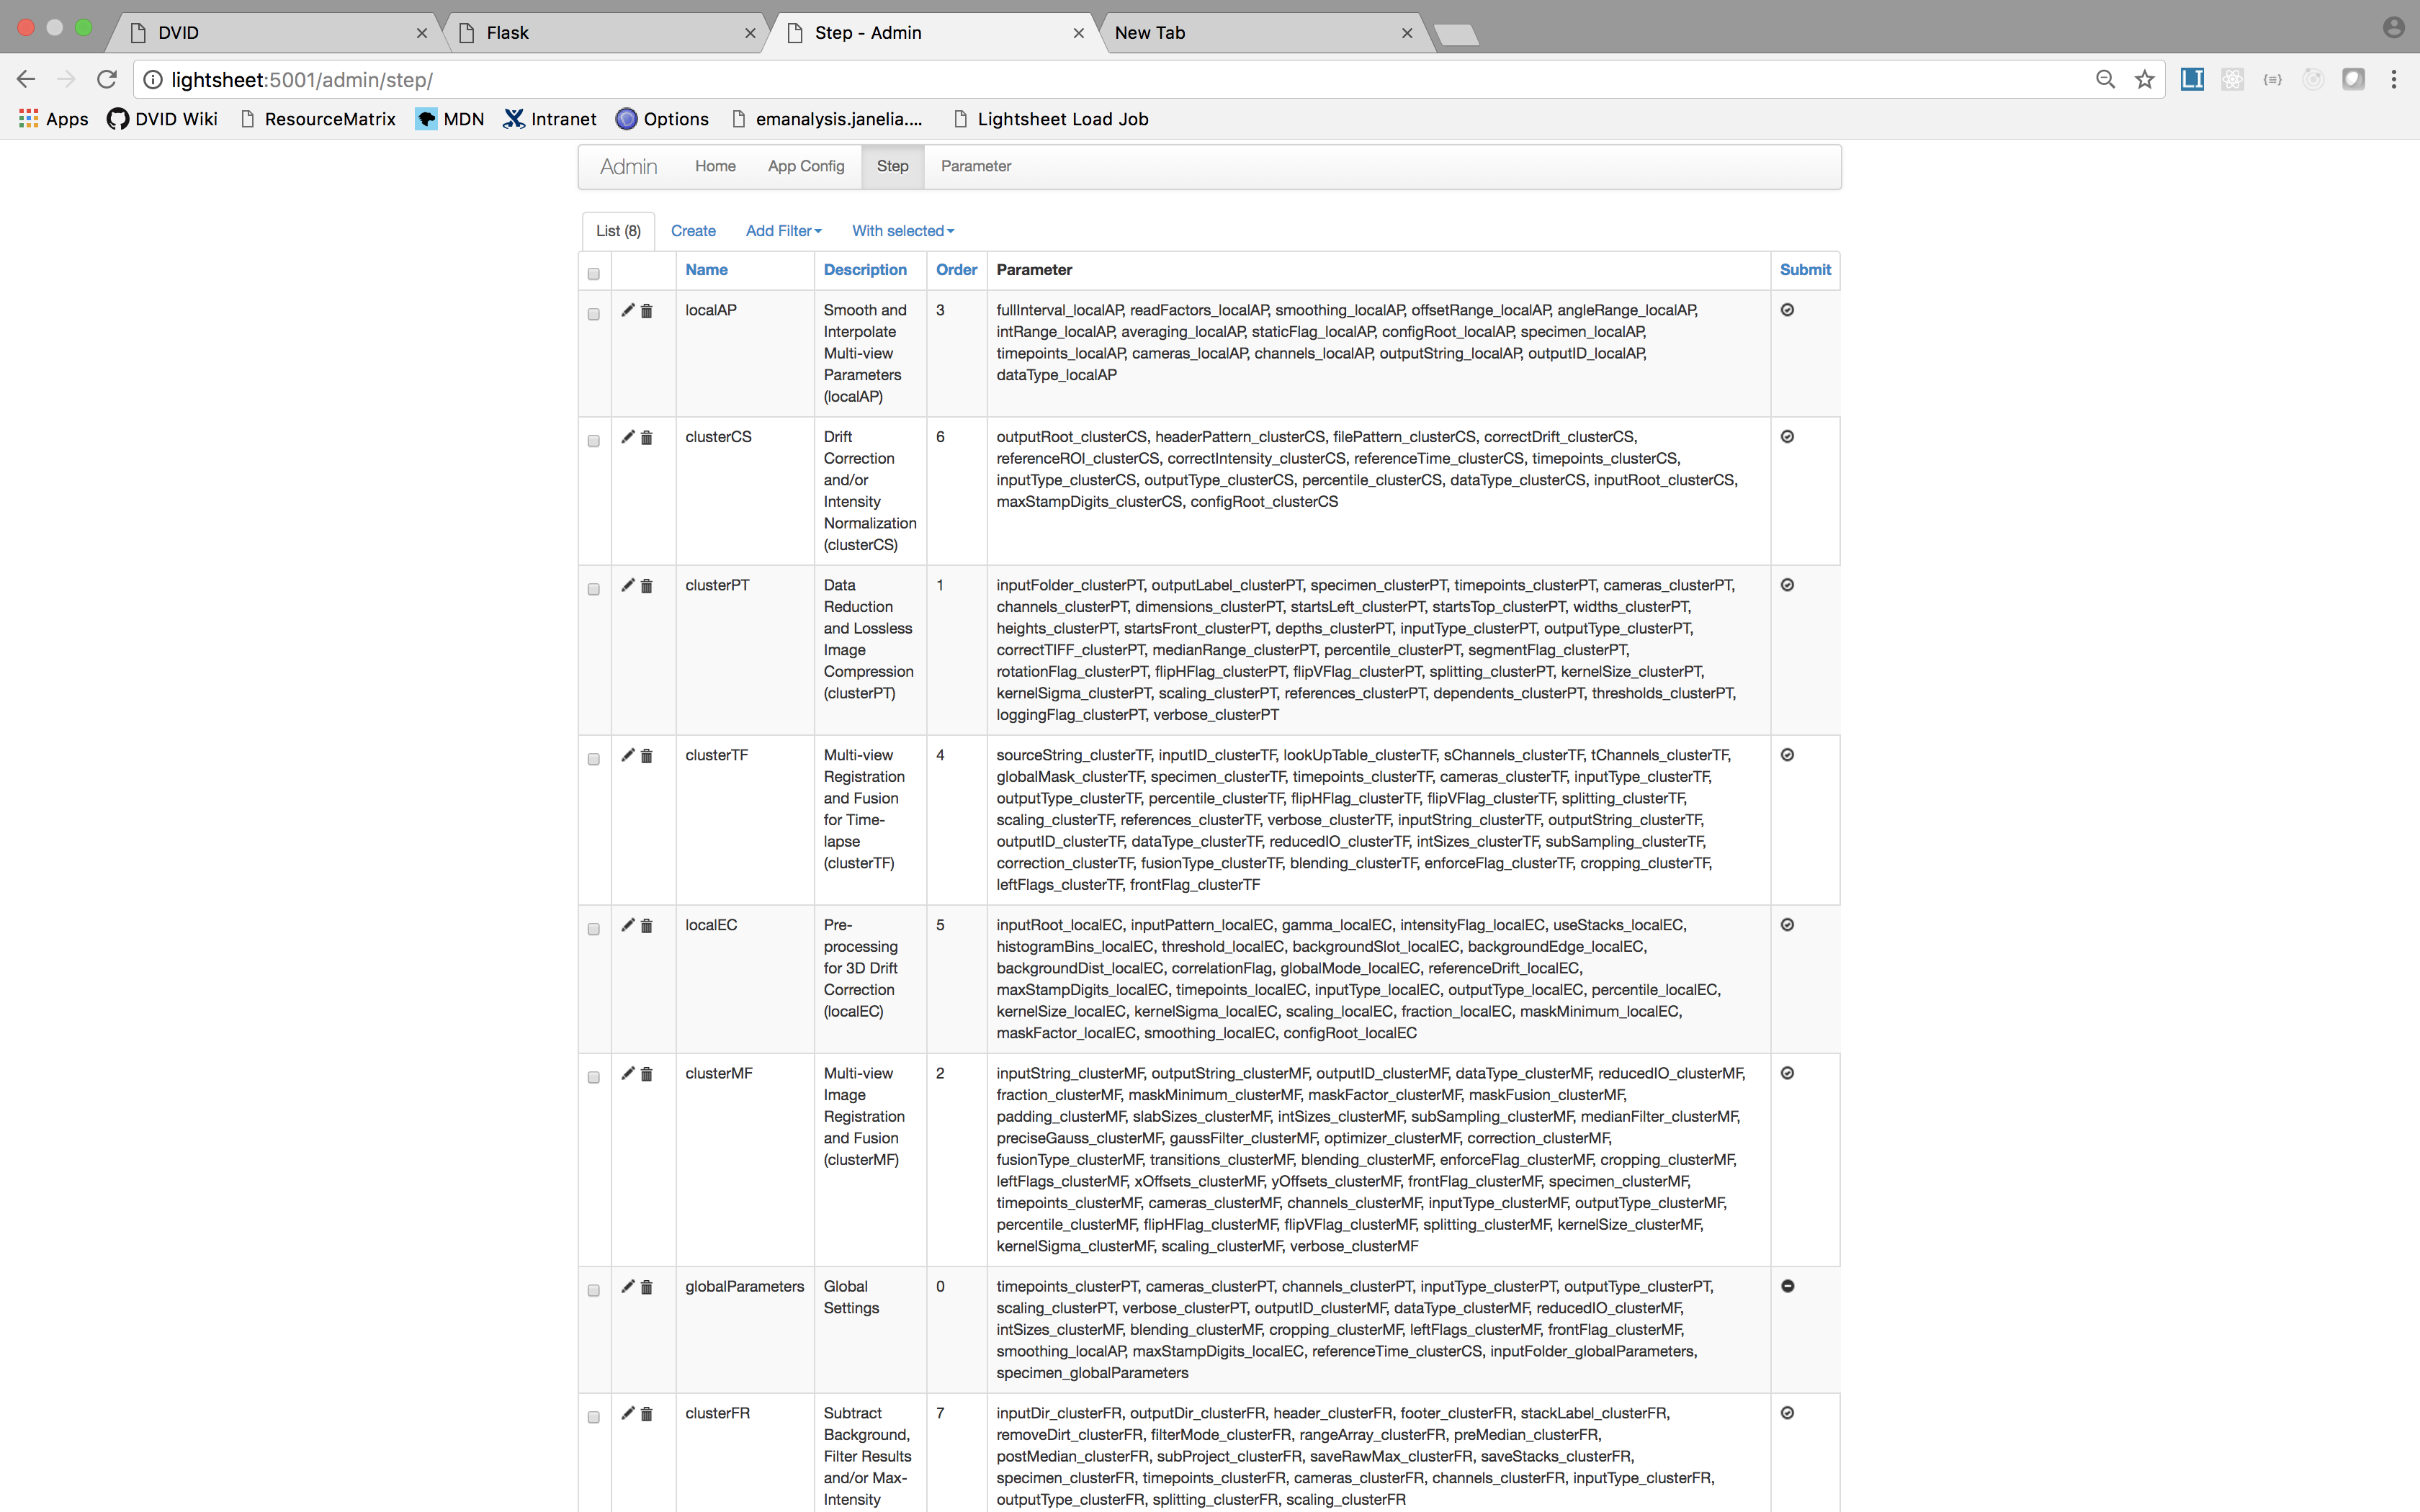 DVID
Flask
Step - Admin
New Tab
lightsheet:5001/admin/step/
Apps
DVID Wiki
ResourceMatrix
MDN
Intranet
Options
emanalysis.janelia....
Lightsheet Load Job
Admin
Home
App Config
Step
Parameter
List (8)
Create
Add Filter
With selected
Name
Description
Order
Parameter
Submit
localAP
Smooth and
Interpolate
Multi-view
Parameters
(localAP)
3
fullInterval_localAP, readFactors_localAP, smoothing_localAP, offsetRange_localAP, angleRange_localAP,
intRange_localAP, averaging_localAP, staticFlag_localAP, configRoot_localAP, specimen_localAP,
timepoints_localAP, cameras_localAP, channels_localAP, outputString_localAP, outputID_localAP,
dataType_localAP
clusterCS
Drift
Correction
and/or
Intensity
Normalization
(clusterCS)
6
outputRoot_clusterCS, headerPattern_clusterCS, filePattern_clusterCS, correctDrift_clusterCS,
referenceROI_clusterCS, correctIntensity_clusterCS, referenceTime_clusterCS, timepoints_clusterCS,
inputType_clusterCS, outputType_clusterCS, percentile_clusterCS, dataType_clusterCS, inputRoot_clusterCS,
maxStampDigits_clusterCS, configRoot_clusterCS
clusterPT
Data
Reduction
and Lossless
Image
Compression
(clusterPT)
1
inputFolder_clusterPT, outputLabel_clusterPT, specimen_clusterPT, timepoints_clusterPT, cameras_clusterPT,
channels_clusterPT, dimensions_clusterPT, startsLeft_clusterPT, startsTop_clusterPT, widths_clusterPT,
heights_clusterPT, startsFront_clusterPT, depths_clusterPT, inputType_clusterPT, outputType_clusterPT,
correctTIFF_clusterPT, medianRange_clusterPT, percentile_clusterPT, segmentFlag_clusterPT,
rotationFlag_clusterPT, flipHFlag_clusterPT, flipVFlag_clusterPT, splitting_clusterPT, kernelSize_clusterPT,
kernelSigma_clusterPT, scaling_clusterPT, references_clusterPT, dependents_clusterPT, thresholds_clusterPT,
loggingFlag_clusterPT, verbose_clusterPT
clusterTF
Multi-view
Registration
and Fusion
for Time-
lapse
(clusterTF)
4
sourceString_clusterTF, inputID_clusterTF, lookUpTable_clusterTF, sChannels_clusterTF, tChannels_clusterTF,
globalMask_clusterTF, specimen_clusterTF, timepoints_clusterTF, cameras_clusterTF, inputType_clusterTF,
outputType_clusterTF, percentile_clusterTF, flipHFlag_clusterTF, flipVFlag_clusterTF, splitting_clusterTF,
scaling_clusterTF, references_clusterTF, verbose_clusterTF, inputString_clusterTF, outputString_clusterTF,
outputID_clusterTF, dataType_clusterTF, reducedIO_clusterTF, intSizes_clusterTF, subSampling_clusterTF,
correction_clusterTF, fusionType_clusterTF, blending_clusterTF, enforceFlag_clusterTF, cropping_clusterTF,
leftFlags_clusterTF, frontFlag_clusterTF
localEC
Pre-
processing
for 3D Drift
Correction
(localEC)
5
inputRoot_localEC, inputPattern_localEC, gamma_localEC, intensityFlag_localEC, useStacks_localEC,
histogramBins_localEC, threshold_localEC, backgroundSlot_localEC, backgroundEdge_localEC,
backgroundDist_localEC, correlationFlag, globalMode_localEC, referenceDrift_localEC,
maxStampDigits_localEC, timepoints_localEC, inputType_localEC, outputType_localEC, percentile_localEC,
kernelSize_localEC, kernelSigma_localEC, scaling_localEC, fraction_localEC, maskMinimum_localEC,
maskFactor_localEC, smoothing_localEC, configRoot_localEC
clusterMF
Multi-view
Image
Registration
and Fusion
(clusterMF)
2
inputString_clusterMF, outputString_clusterMF, outputID_clusterMF, dataType_clusterMF, reducedIO_clusterMF,
fraction_clusterMF, maskMinimum_clusterMF, maskFactor_clusterMF, maskFusion_clusterMF,
padding_clusterMF, slabSizes_clusterMF, intSizes_clusterMF, subSampling_clusterMF, medianFilter_clusterMF,
preciseGauss_clusterMF, gaussFilter_clusterMF, optimizer_clusterMF, correction_clusterMF,
fusionType_clusterMF, transitions_clusterMF, blending_clusterMF, enforceFlag_clusterMF, cropping_clusterMF,
leftFlags_clusterMF, xOffsets_clusterMF, yOffsets_clusterMF, frontFlag_clusterMF, specimen_clusterMF,
timepoints_clusterMF, cameras_clusterMF, channels_clusterMF, inputType_clusterMF, outputType_clusterMF,
percentile_clusterMF, flipHFlag_clusterMF, flipVFlag_clusterMF, splitting_clusterMF, kernelSize_clusterMF,
kernelSigma_clusterMF, scaling_clusterMF, verbose_clusterMF
globalParameters
Global
Settings
0
timepoints_clusterPT, cameras_clusterPT, channels_clusterPT, inputType_clusterPT, outputType_clusterPT,
scaling_clusterPT, verbose_clusterPT, outputID_clusterMF, dataType_clusterMF, reducedIO_clusterMF,
intSizes_clusterMF, blending_clusterMF, cropping_clusterMF, leftFlags_clusterMF, frontFlag_clusterMF,
smoothing_localAP, maxStampDigits_localEC, referenceTime_clusterCS, inputFolder_globalParameters,
specimen_globalParameters
clusterFR
Subtract
Background,
Filter Results
and/or Max-
Intensity
7
inputDir_clusterFR, outputDir_clusterFR, header_clusterFR, footer_clusterFR, stackLabel_clusterFR,
removeDirt_clusterFR, filterMode_clusterFR, rangeArray_clusterFR, preMedian_clusterFR,
postMedian_clusterFR, subProject_clusterFR, saveRawMax_clusterFR, saveStacks_clusterFR,
specimen_clusterFR, timepoints_clusterFR, cameras_clusterFR, channels_clusterFR, inputType_clusterFR,
outputType_clusterFR, splitting_clusterFR, scaling_clusterFR